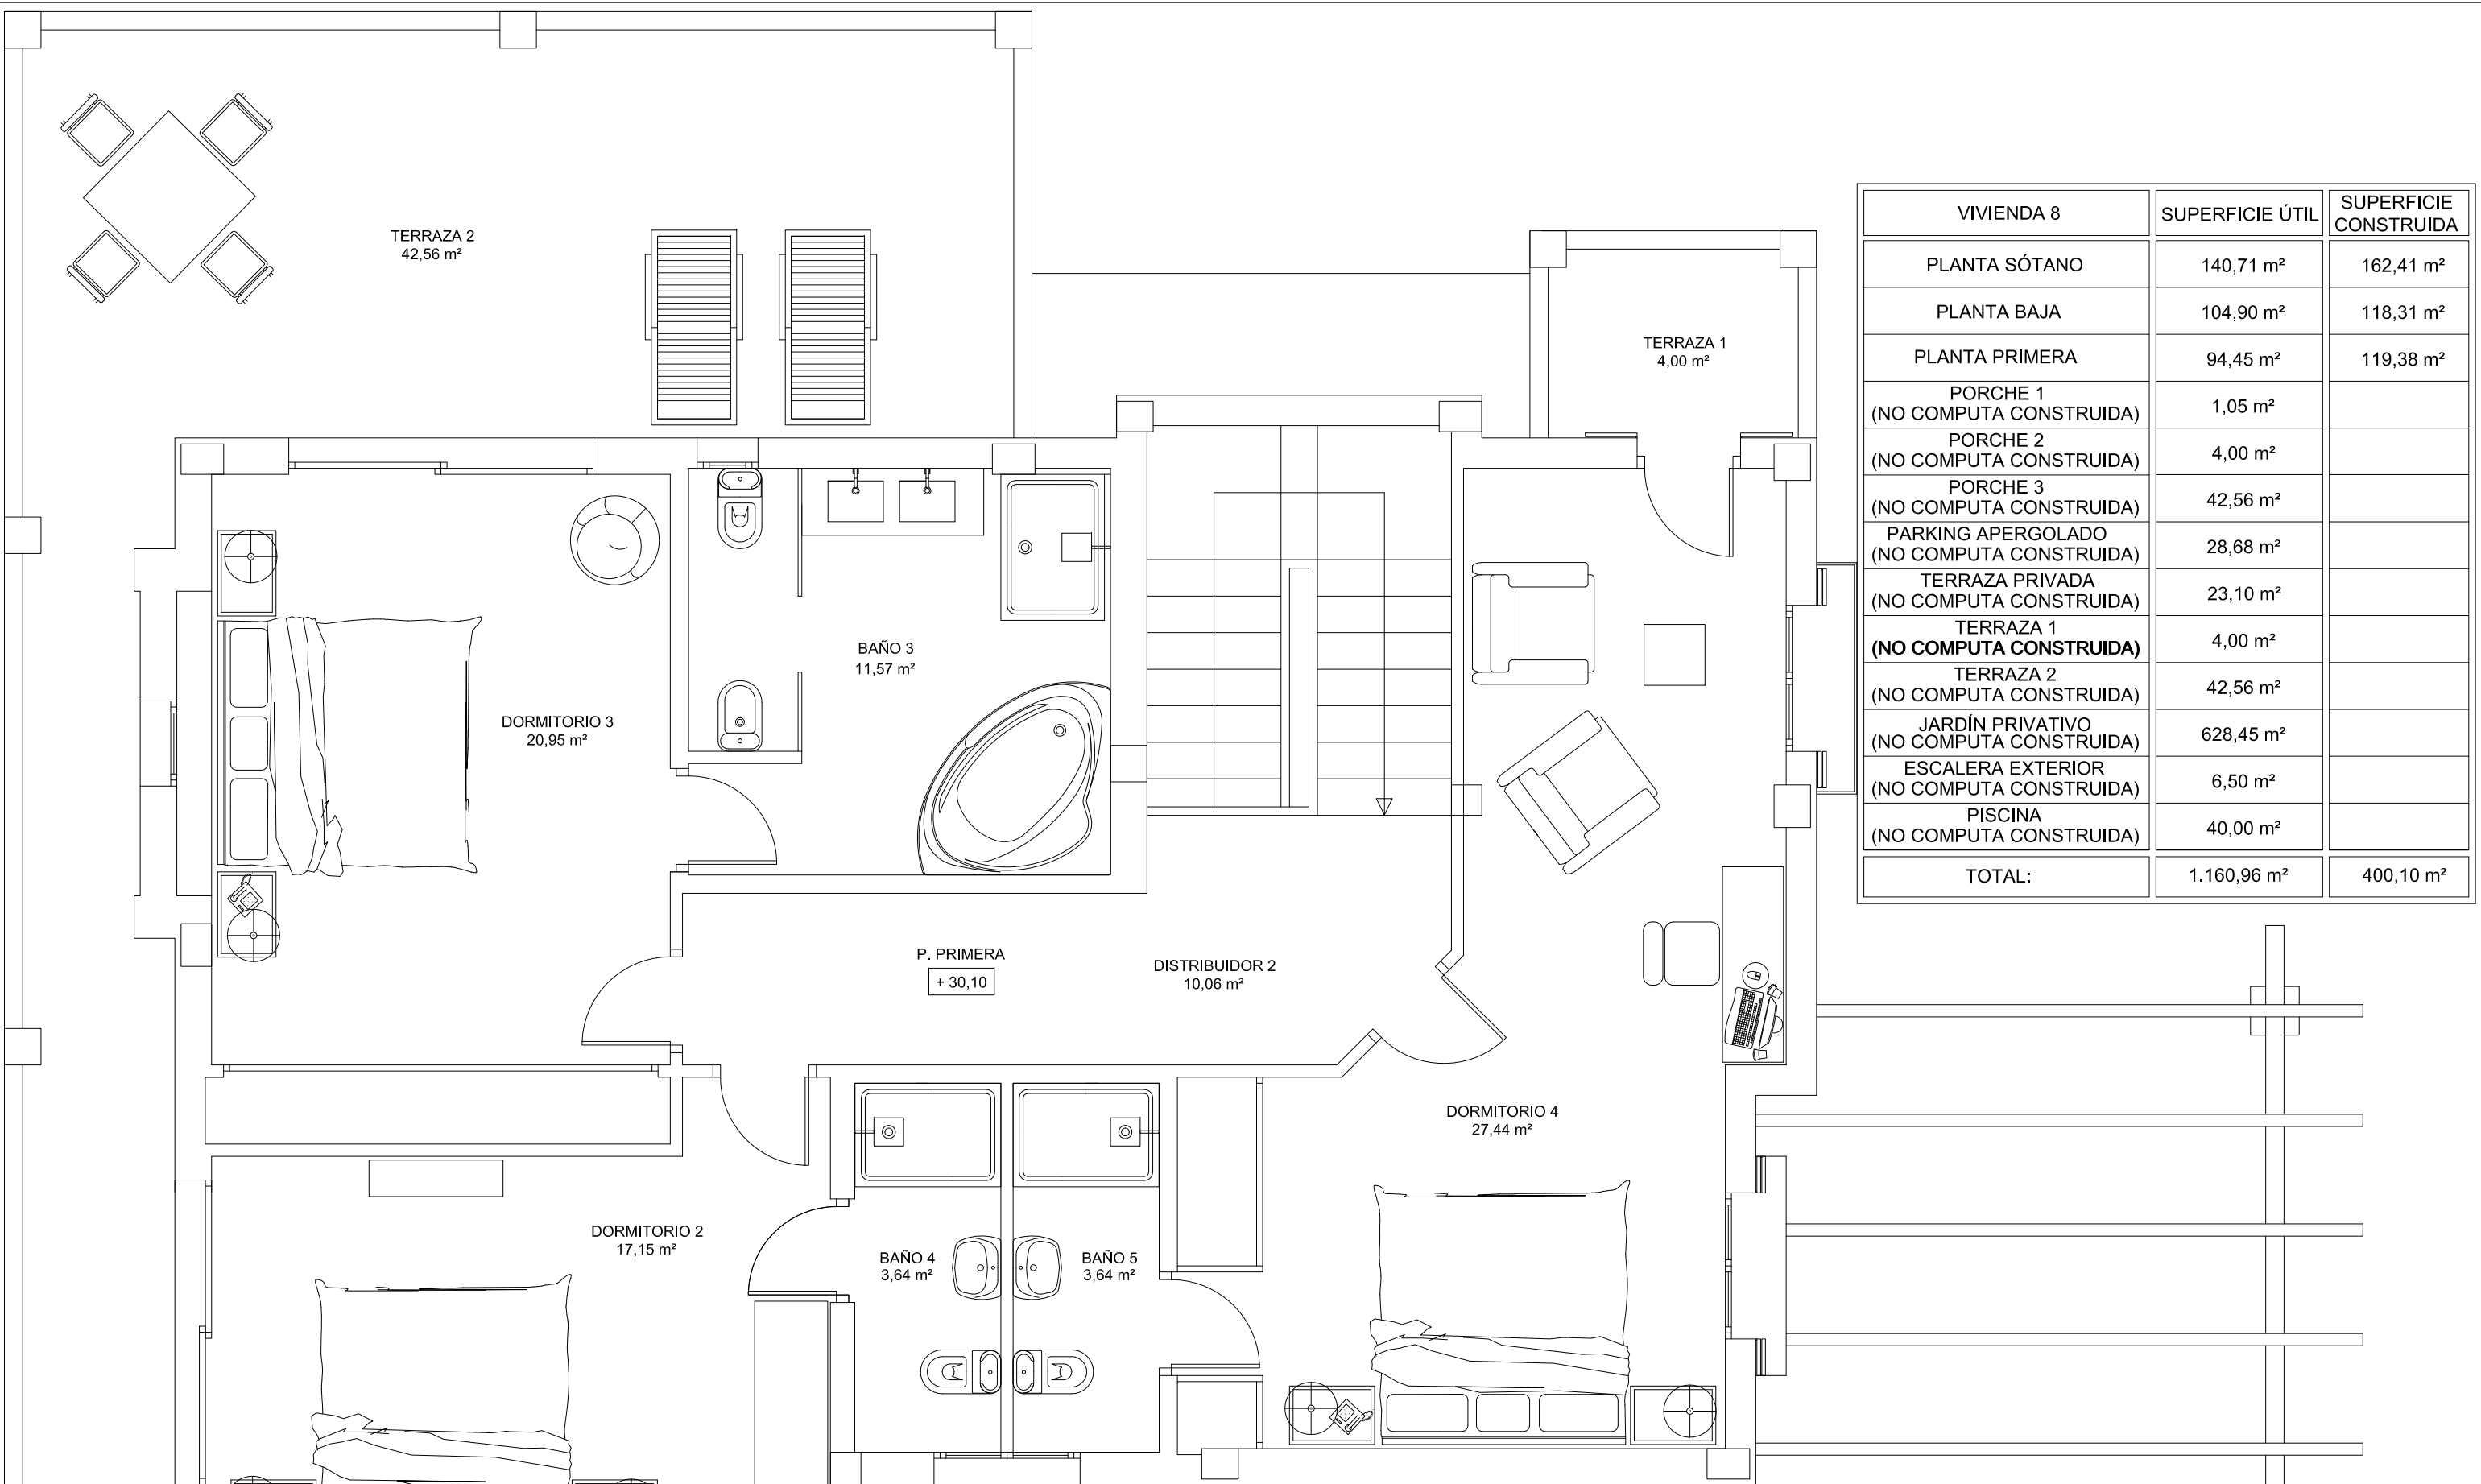 TERRAZA 2
42,56 m²
TERRAZA 1
4,00 m²
BAÑO 3
11,57 m²
DORMITORIO 3
20,95 m²
P. PRIMERA
+ 30,10
DISTRIBUIDOR 2
10,06 m²
DORMITORIO 4
27,44 m²
DORMITORIO 2
17,15 m²
BAÑO 4
3,64 m²
BAÑO 5
3,64 m²
VIVIENDA 8 SUPERFICIE ÚTIL SUPERFICIE
CONSTRUIDA
PLANTA SÓTANO 140,71 m² 162,41 m²
PLANTA BAJA 104,90 m² 118,31 m²
PLANTA PRIMERA 94,45 m² 119,38 m²
PORCHE 1
(NO COMPUTA CONSTRUIDA) 1,05 m²
PORCHE 2
(NO COMPUTA CONSTRUIDA) 4,00 m²
PORCHE 3
(NO COMPUTA CONSTRUIDA) 42,56 m²
PARKING APERGOLADO
(NO COMPUTA CONSTRUIDA) 28,68 m²
TERRAZA PRIVADA
(NO COMPUTA CONSTRUIDA) 23,10 m²
TERRAZA 1
(NO COMPUTA CONSTRUIDA) 4,00 m²
TERRAZA 2
(NO COMPUTA CONSTRUIDA) 42,56 m²
JARDÍN PRIVATIVO
(NO COMPUTA CONSTRUIDA) 628,45 m²
ESCALERA EXTERIOR
(NO COMPUTA CONSTRUIDA) 6,50 m²
PISCINA
(NO COMPUTA CONSTRUIDA) 40,00 m²
TOTAL: 1.160,96 m² 400,10 m²